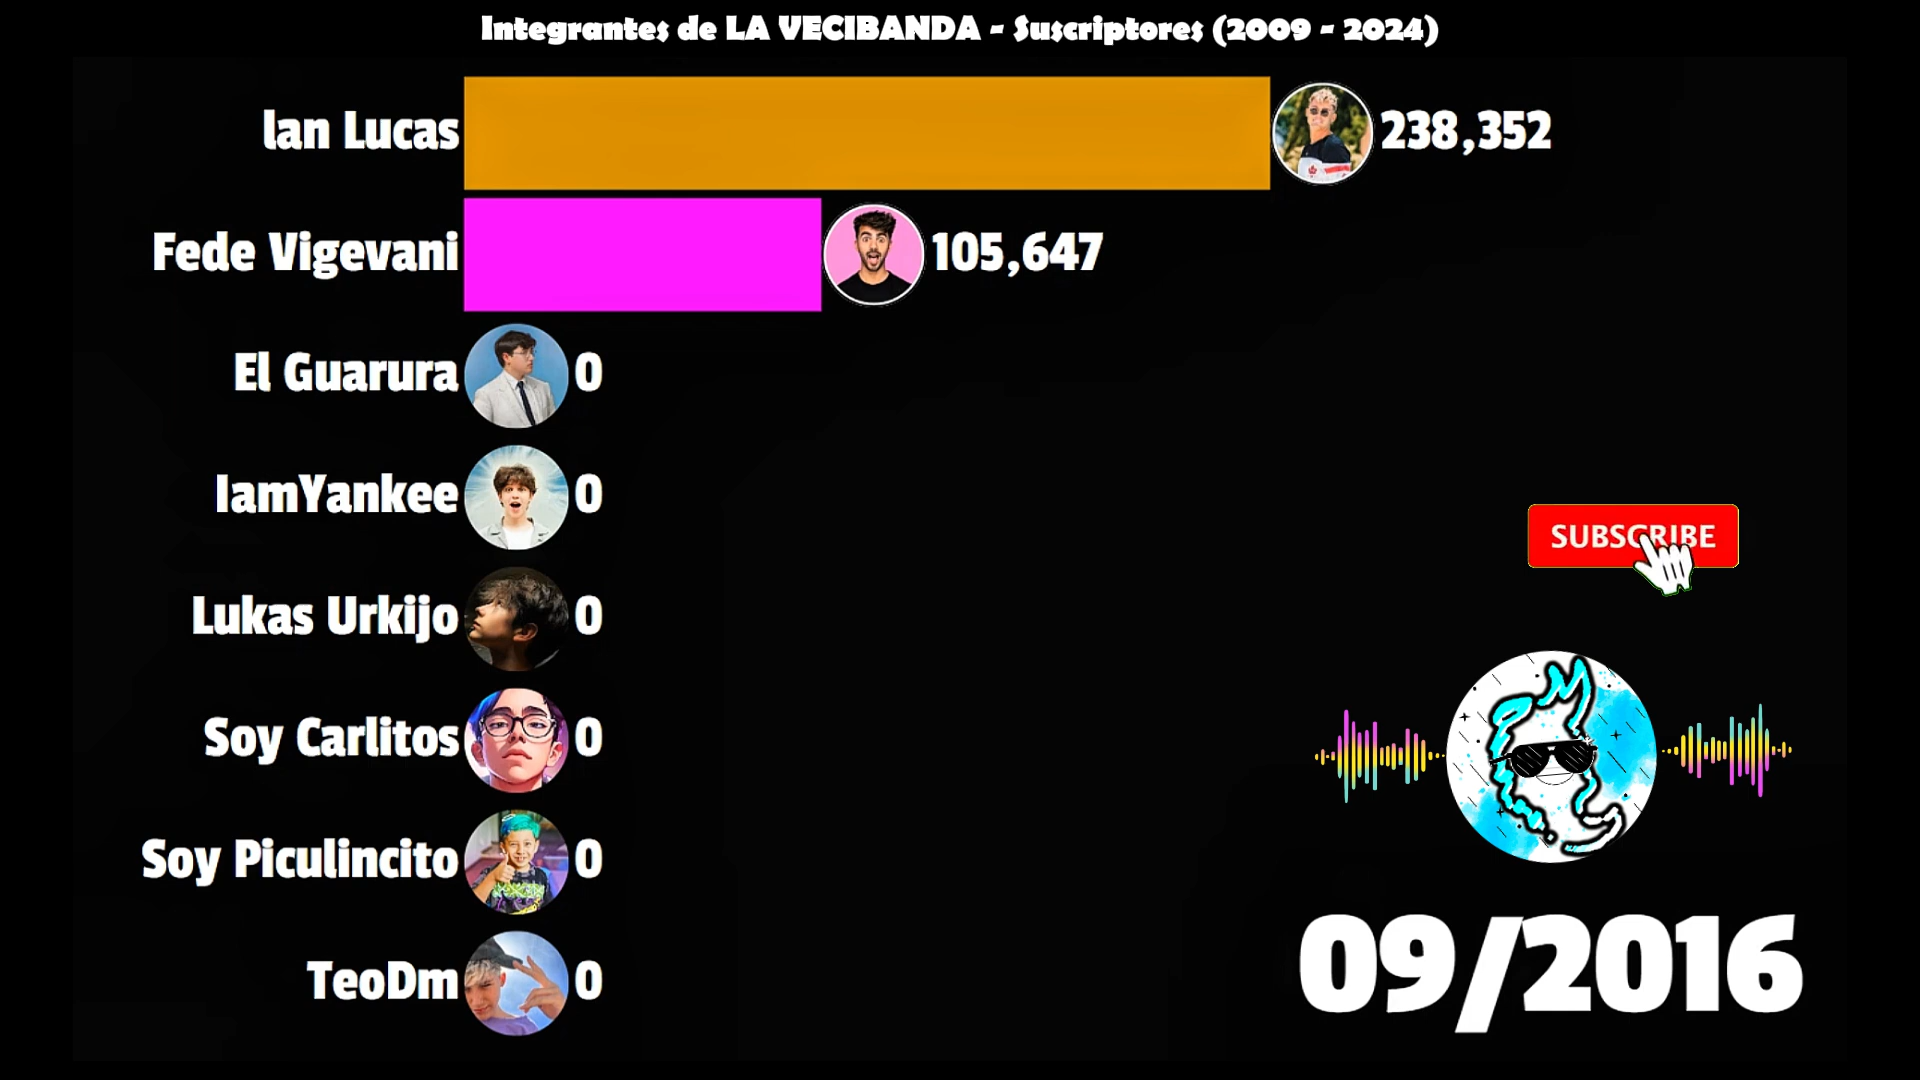 Integrantes de LA VECIBANDA - Suscriptores (2009 - 2024)
Ian Lucas 238,352
Fede Vigevani 105,647
El Guarura 0
IamYankee 0
Lukas Urkijo 0
SUBSCRIBE
Soy Carlitos 0
Soy Piculincito 0
TeoDm 0
09/2016